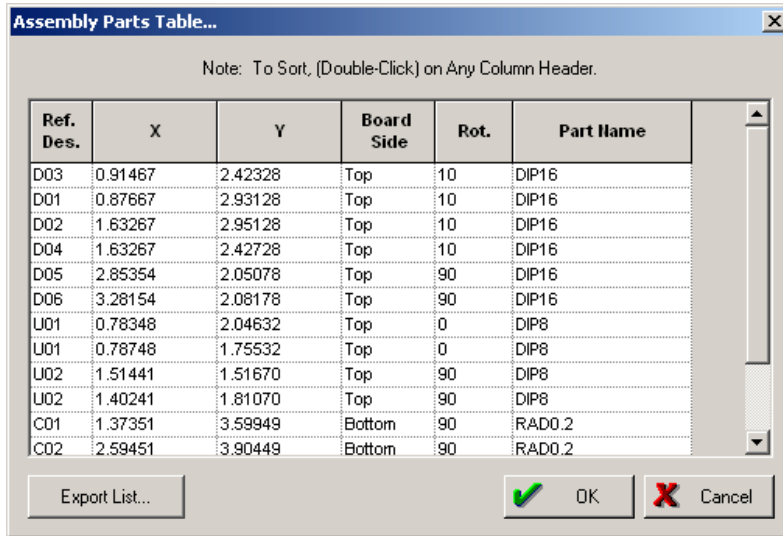 Assembly Parts Table...
Note: To Sort, (Double-Click) on Any Column Header.
Ref. Des. X Y Board Side Rot. Part Name
D03 0.91467 2.42328 Top 10 DIP16
D01 0.87667 2.93128 Top 10 DIP16
D02 1.63267 2.95128 Top 10 DIP16
D04 1.63267 2.42728 Top 10 DIP16
D05 2.85354 2.05078 Top 90 DIP16
D06 3.28154 2.08178 Top 90 DIP16
U01 0.78348 2.04632 Top 0 DIP8
U01 0.78748 1.75532 Top 0 DIP8
U02 1.51441 1.51670 Top 90 DIP8
U02 1.40241 1.81070 Top 90 DIP8
C01 1.37351 3.59949 Bottom 90 RAD0.2
C02 2.59451 3.90449 Bottom 90 RAD0.2
Export List... OK Cancel